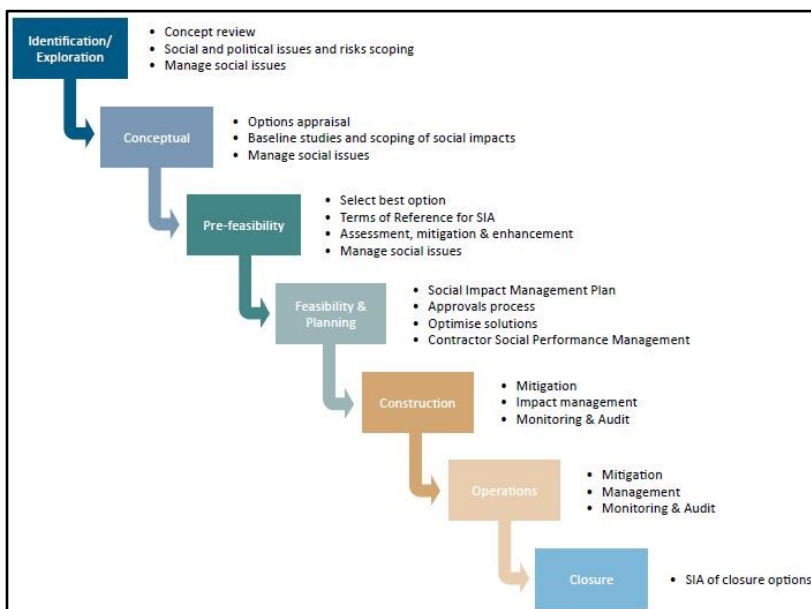 Identification/
Exploration
• Concept review
• Social and political issues and risks scoping
• Manage social issues
Conceptual
• Options appraisal
• Baseline studies and scoping of social impacts
• Manage social issues
Pre-feasibility
• Select best option
• Terms of Reference for SIA
• Assessment, mitigation & enhancement
• Manage social issues
Feasibility &
Planning
• Social Impact Management Plan
• Approvals process
• Optimise solutions
• Contractor Social Performance Management
Construction
• Mitigation
• Impact management
• Monitoring & Audit
Operations
• Mitigation
• Management
• Monitoring & Audit
Closure
• SIA of closure options